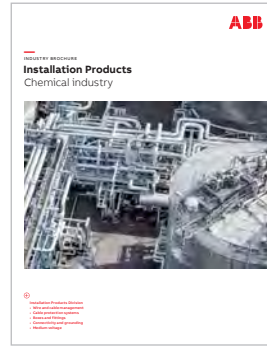 ABB
INDUSTRY BROCHURE
Installation Products
Chemical industry
Installation Products Division
• Wire and cable management
• Cable protection systems
• Boxes and fittings
• Connectivity and grounding
• Medium voltage